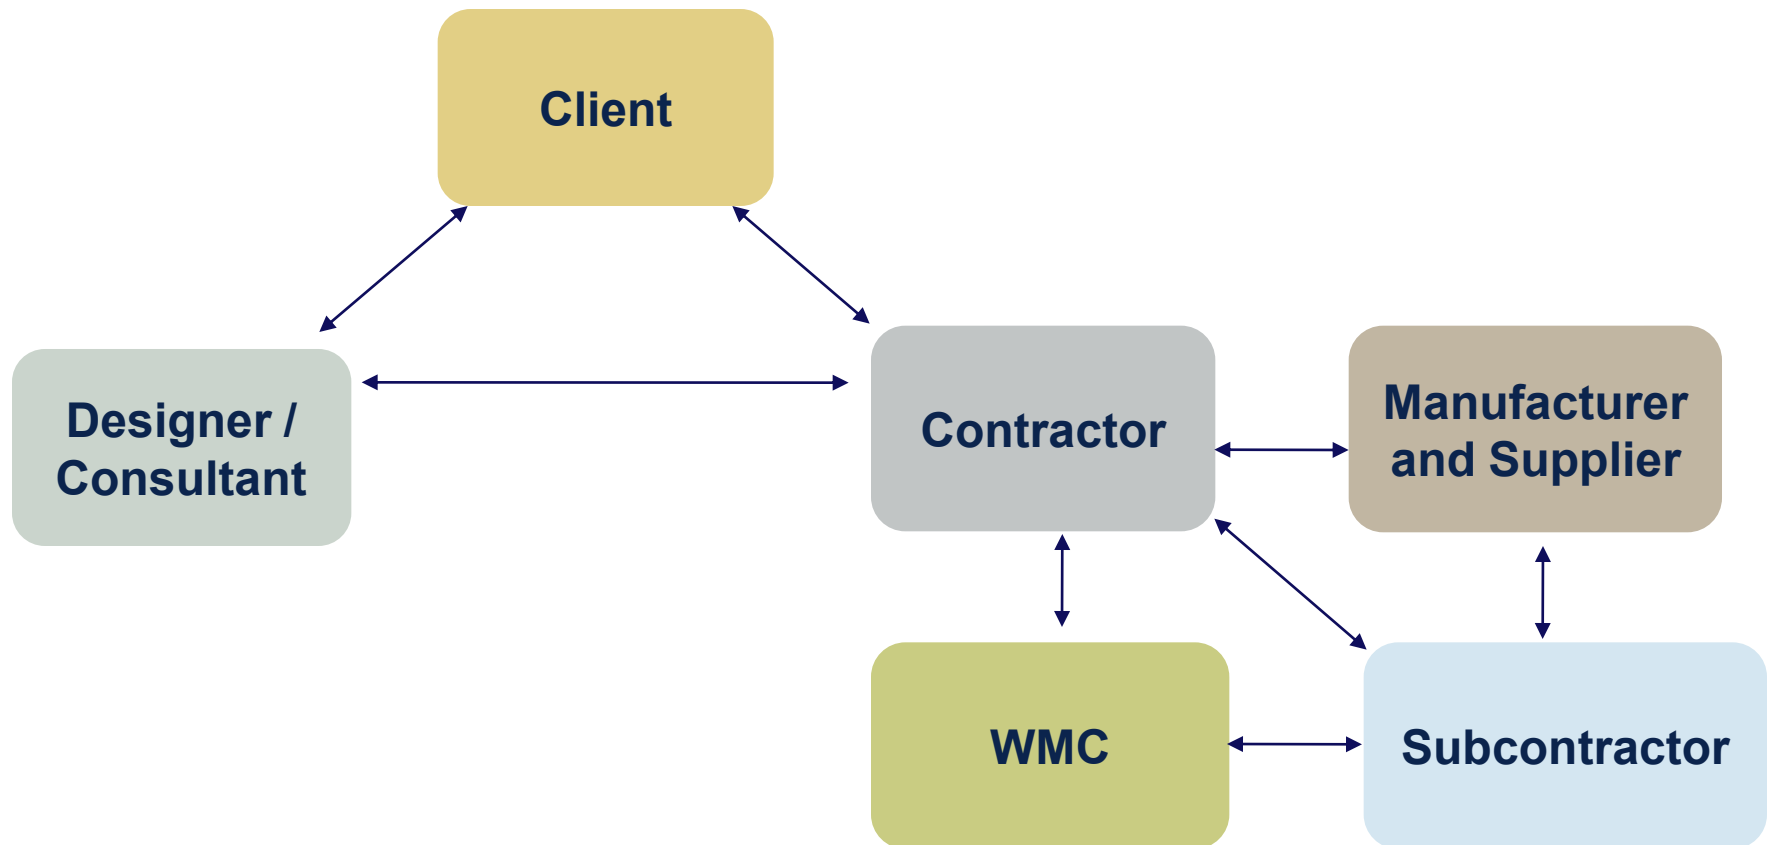 Client
Designer /
Consultant
Contractor
Manufacturer
and Supplier
WMC
Subcontractor